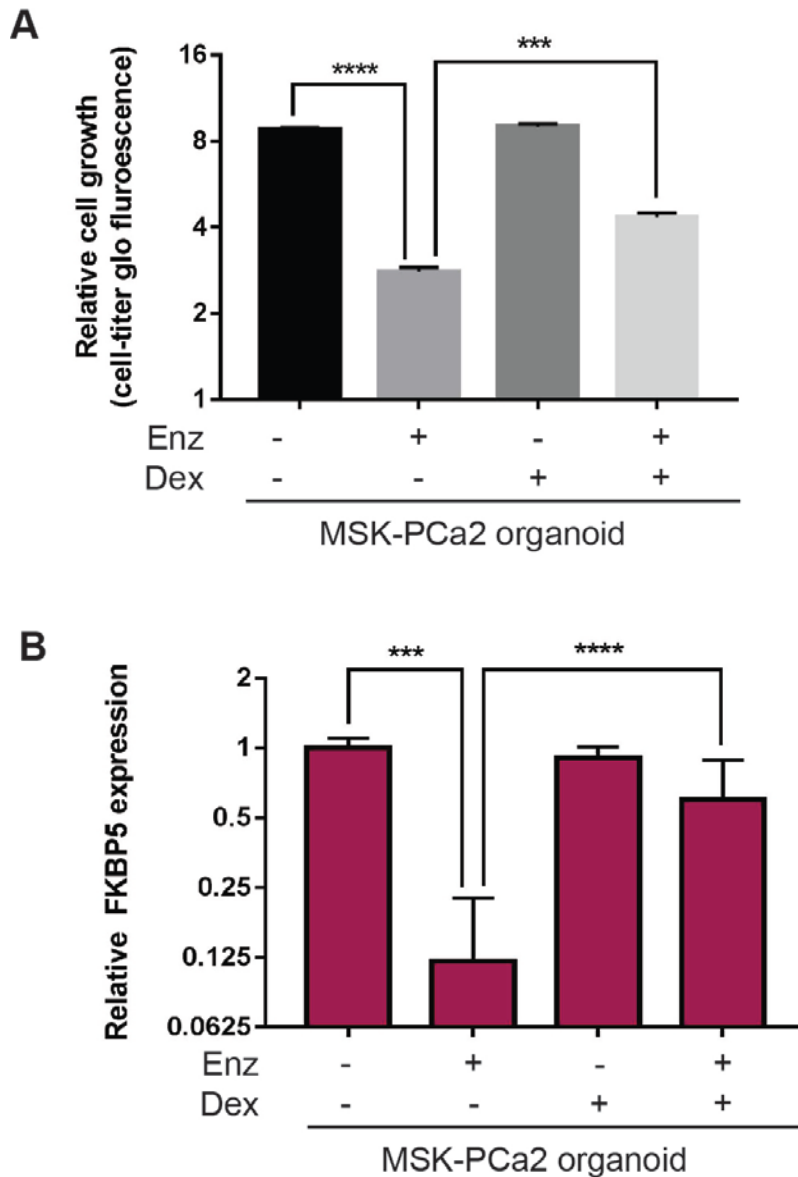 A
Relative cell growth
(cell-titer glo fluroescence)
16
8
4
2
1
**** ***
Enz - + - +
Dex - - + +
MSK-PCa2 organoid
B
Relative FKBP5 expression
2
1
0.5
0.25
0.125
0.0625
*** ****
Enz - + - +
Dex - - + +
MSK-PCa2 organoid